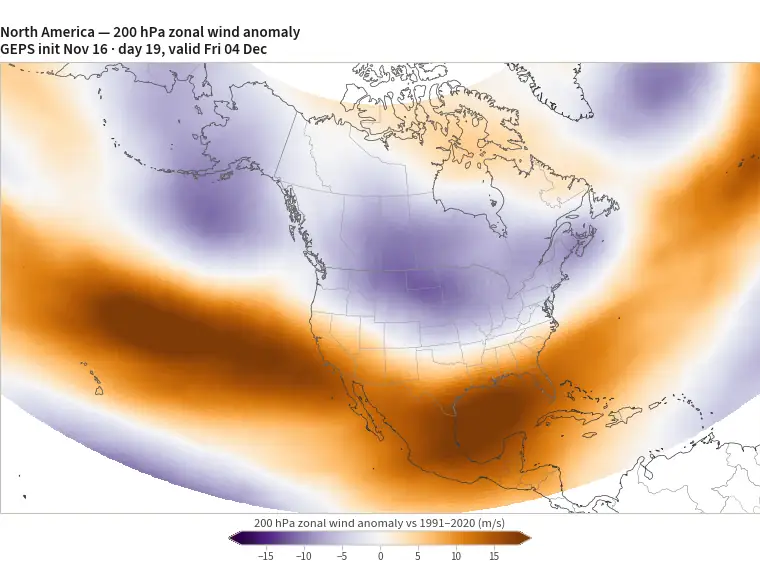 North America — 200 hPa zonal wind anomaly
GEPS init Nov 16 · day 19, valid Fri 04 Dec
200 hPa zonal wind anomaly vs 1991–2020 (m/s)
−15 −10 −5 0 5 10 15